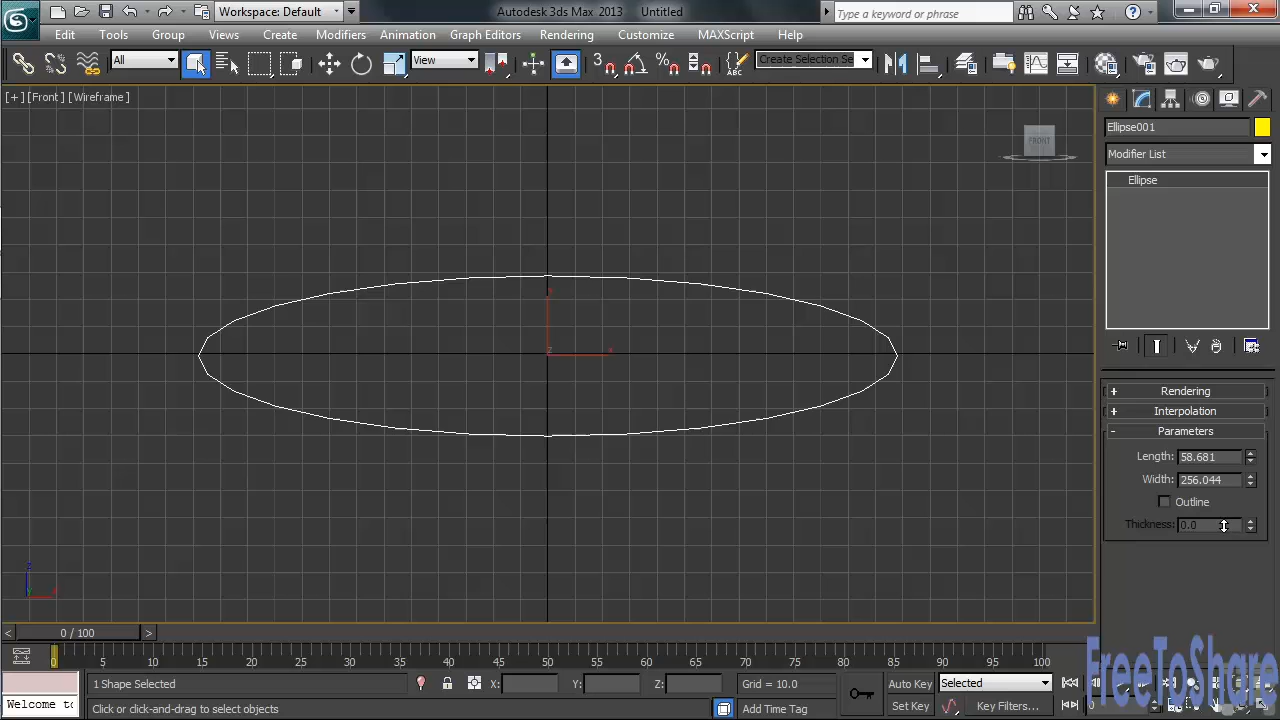 Workspace: Default
Autodesk 3ds Max 2013 Untitled
Type a keyword or phrase
Edit Tools Group Views Create Modifiers Animation Graph Editors Rendering Customize MAXScript Help
All View 3 Create Selection Se
[+] [Front] [Wireframe]
FRONT
Ellipse001
Modifier List
Ellipse
Rendering
Interpolation
Parameters
Length: 58.681
Width: 256.044
Outline
Thickness: 0.0
0 / 100
0 5 10 15 20 25 30 35 40 45 50 55 60 65 70 75 80 85 90 95 100
1 Shape Selected X: Y: Z: Grid = 10.0 Auto Key Selected
Welcome to Click or click-and-drag to select objects Add Time Tag Set Key Key Filters... 0
FreeToShare